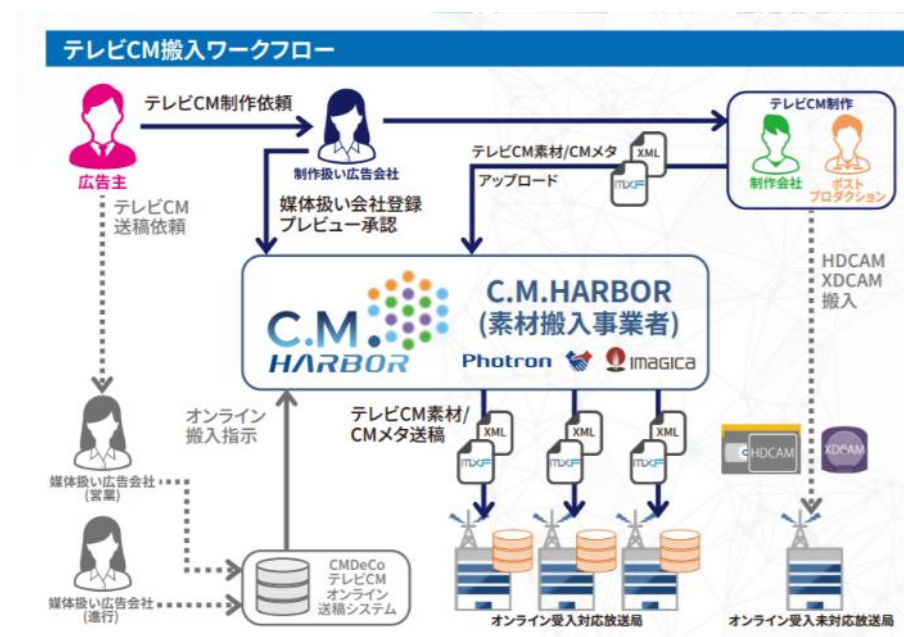 テレビCM搬入ワークフロー
テレビCM制作依頼
広告主
制作扱い広告会社
テレビCM制作
制作会社
ポスト
プロダクション
テレビCM素材/CMメタ
アップロード
XML
MXF
テレビCM
送稿依頼
媒体扱い会社登録
プレビュー承認
HDCAM
XDCAM
搬入
C.M.
HARBOR
C.M.HARBOR
(素材搬入事業者)
Photron
IMAGICA
オンライン
搬入指示
テレビCM素材/
CMメタ送稿
XML
MXF
XML
MXF
XML
MXF
HDCAM
XDCAM
媒体扱い広告会社
(営業)
媒体扱い広告会社
(進行)
CMDeCo
テレビCM
オンライン
送稿システム
オンライン受入対応放送局
オンライン受入未対応放送局